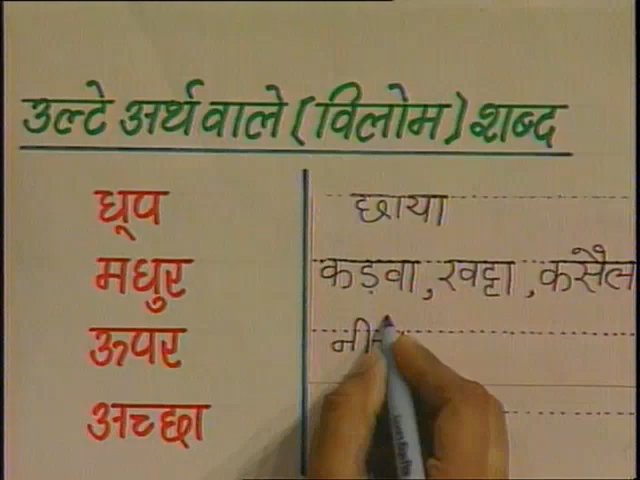 उल्टे अर्थ वाले (विलोम) शब्द
धूप छाया
मधुर कड़वा, खट्टा, कसैल
ऊपर नी
अच्छा